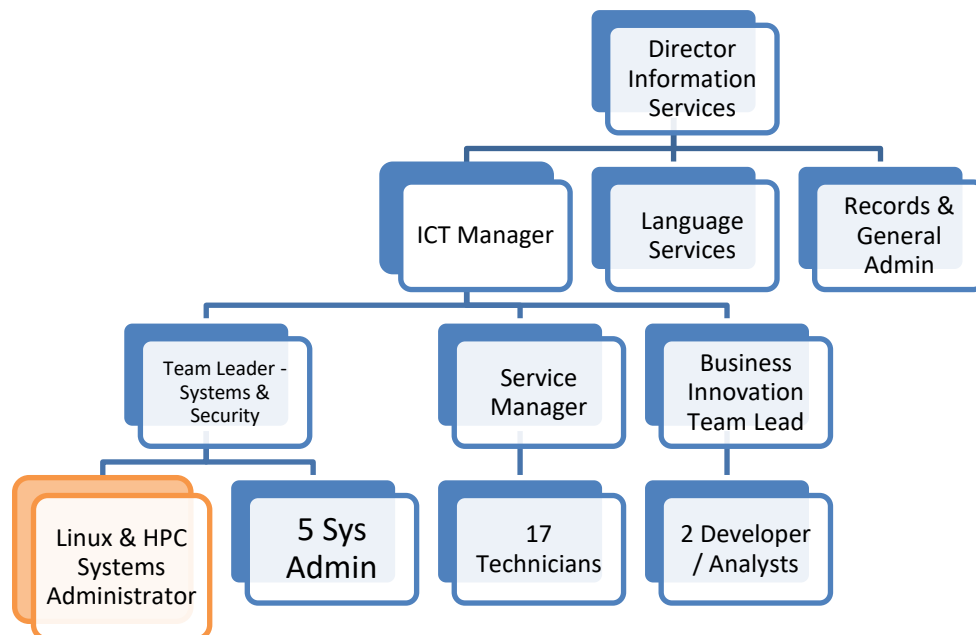 Director
Information
Services
ICT Manager
Language
Services
Records &
General
Admin
Team Leader -
Systems &
Security
Service
Manager
Business
Innovation
Team Lead
Linux & HPC
Systems
Administrator
5 Sys
Admin
17
Technicians
2 Developer
/ Analysts